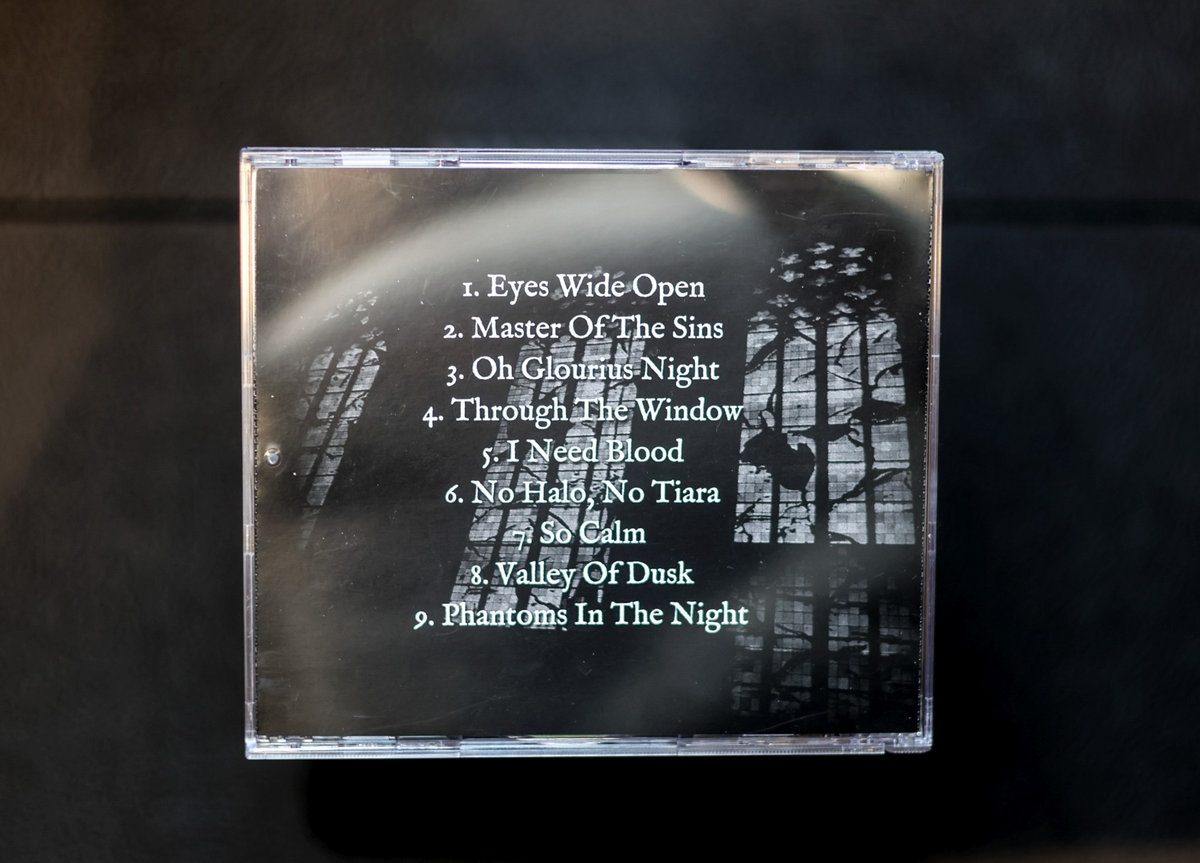 1. Eyes Wide Open
2. Master Of The Sins
3. Oh Glourius Night
4. Through The Window
5. I Need Blood
6. No Halo, No Tiara
7. So Calm
8. Valley Of Dusk
9. Phantoms In The Night